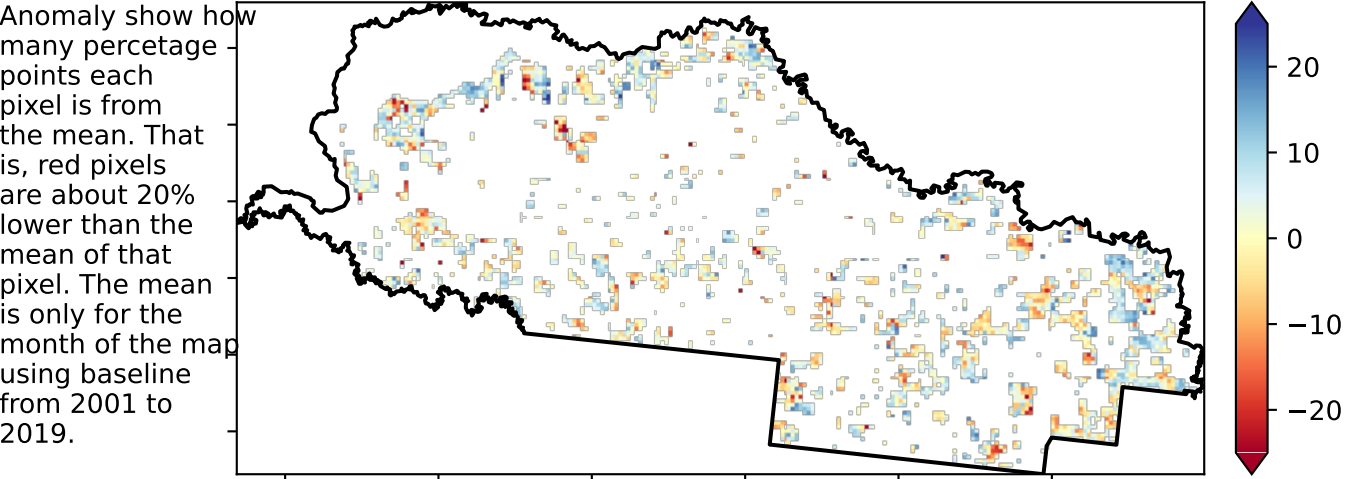 Anomaly show how
many percetage
points each
pixel is from
the mean. That
is, red pixels
are about 20%
lower than the
mean of that
pixel. The mean
is only for the
month of the map
using baseline
from 2001 to
2019.
20
10
0
−10
−20